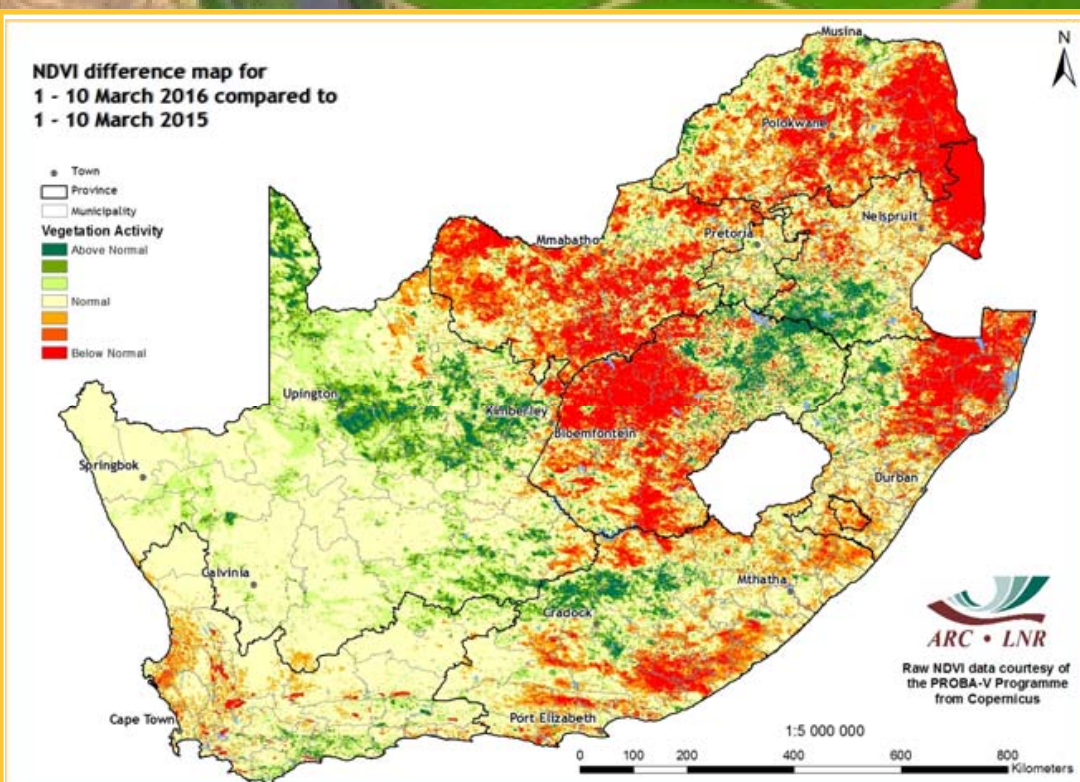 NDVI difference map for
1 - 10 March 2016 compared to
1 - 10 March 2015
Town
Province
Municipality
Vegetation Activity
Above Normal
Normal
Below Normal
N
Musina
Polokwane
Nelspruit
Pretoria
Mmabatho
Upington
Kimberley
Bloemfontein
Springbok
Durban
Calvinia
Mthatha
Cradock
Cape Town
Port Elizabeth
ARC • LNR
Raw NDVI data courtesy of
the PROBA-V Programme
from Copernicus
1:5 000 000
0 100 200 400 600 800
Kilometers